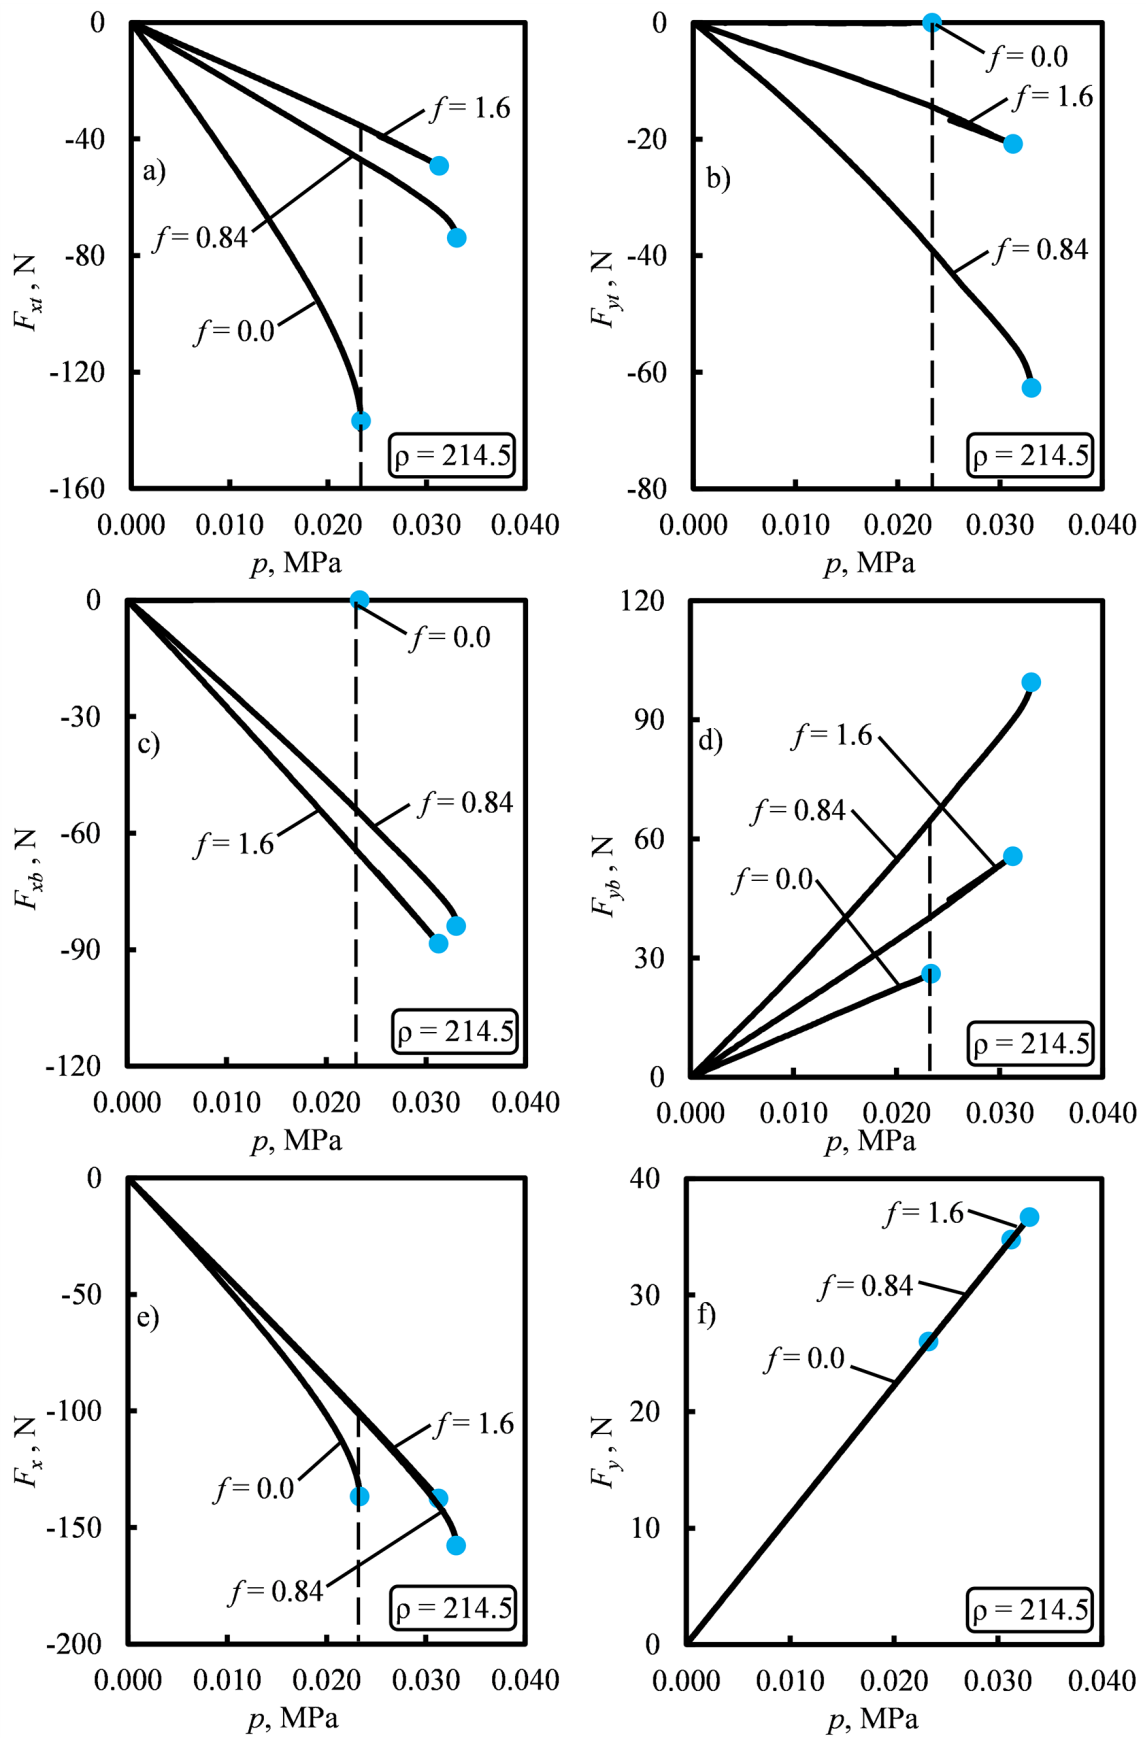 0
-40
-80
-120
-160
F_xt, N
a)
f = 1.6
f = 0.84
f = 0.0
ρ = 214.5
0.000 0.010 0.020 0.030 0.040
p, MPa
0
-20
-40
-60
-80
F_yt, N
b)
f = 0.0
f = 1.6
f = 0.84
ρ = 214.5
0.000 0.010 0.020 0.030 0.040
p, MPa
0
-30
-60
-90
-120
F_xb, N
c)
f = 0.0
f = 0.84
f = 1.6
ρ = 214.5
0.000 0.010 0.020 0.030 0.040
p, MPa
120
90
60
30
0
F_yb, N
d)
f = 1.6
f = 0.84
f = 0.0
ρ = 214.5
0.000 0.010 0.020 0.030 0.040
p, MPa
0
-50
-100
-150
-200
F_x, N
e)
f = 1.6
f = 0.0
f = 0.84
ρ = 214.5
0.000 0.010 0.020 0.030 0.040
p, MPa
40
30
20
10
0
F_y, N
f)
f = 1.6
f = 0.84
f = 0.0
ρ = 214.5
0.000 0.010 0.020 0.030 0.040
p, MPa